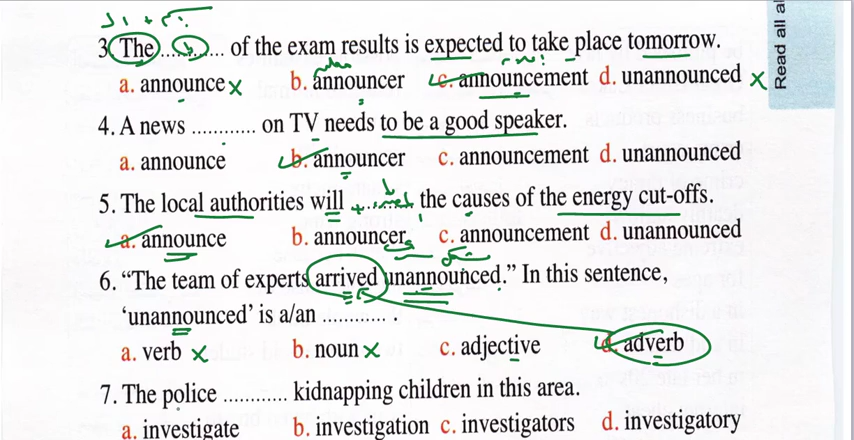 3. The ............ of the exam results is expected to take place tomorrow.
a. announce x b. announcer c. announcement d. unannounced x
4. A news ............ on TV needs to be a good speaker.
a. announce b. announcer c. announcement d. unannounced
5. The local authorities will ............ the causes of the energy cut-offs.
a. announce b. announcer c. announcement d. unannounced
6. “The team of experts arrived unannounced.” In this sentence,
‘unannounced’ is a/an ............ .
a. verb x b. noun x c. adjective d. adverb
7. The police ............ kidnapping children in this area.
a. investigate b. investigation c. investigators d. investigatory
Read all al